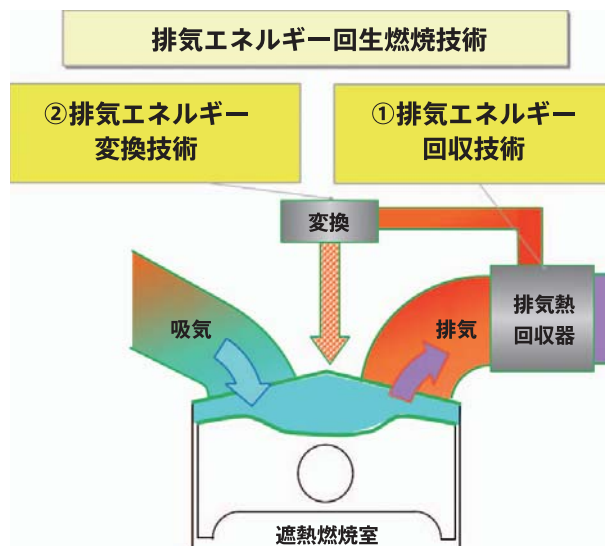 排気エネルギー回生燃焼技術
②排気エネルギー
変換技術
①排気エネルギー
回収技術
変換
吸気
排気
排気熱
回収器
遮熱燃焼室